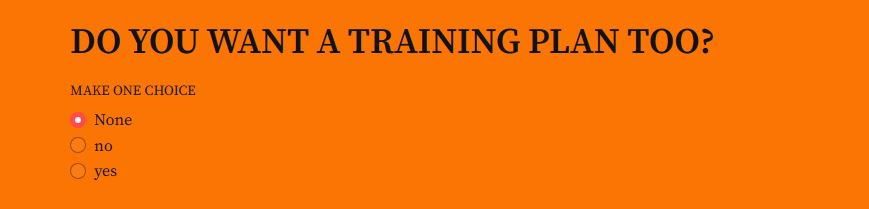 DO YOU WANT A TRAINING PLAN TOO?
MAKE ONE CHOICE
None
no
yes